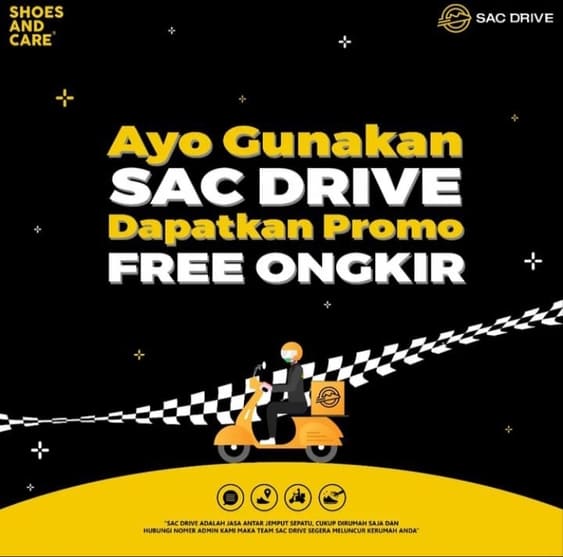 SHOES
AND
CARE
SAC DRIVE
Ayo Gunakan
SAC DRIVE
Dapatkan Promo
FREE ONGKIR
"SAC DRIVE ADALAH JASA ANTAR JEMPUT SEPATU, CUKUP DIRUMAH SAJA DAN
HUBUNGI NOMER ADMIN KAMI MAKA TEAM SAC DRIVE SEGERA MELUNCUR KERUMAH ANDA"